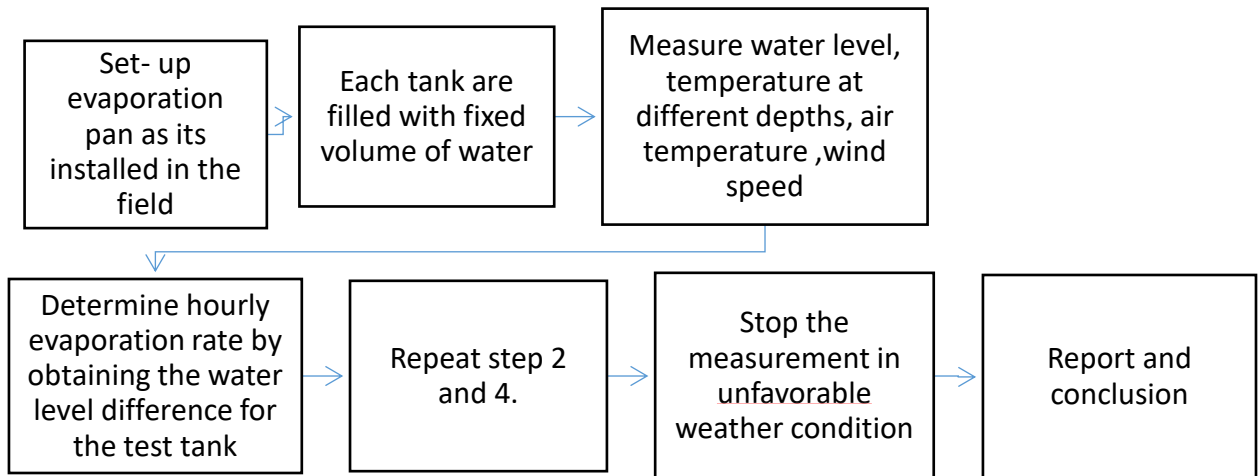 Set- up
evaporation
pan as its
installed in the
field
Each tank are
filled with fixed
volume of water
Measure water level,
temperature at
different depths, air
temperature ,wind
speed
Determine hourly
evaporation rate by
obtaining the water
level difference for
the test tank
Repeat step 2
and 4.
Stop the
measurement in
unfavorable
weather condition
Report and
conclusion